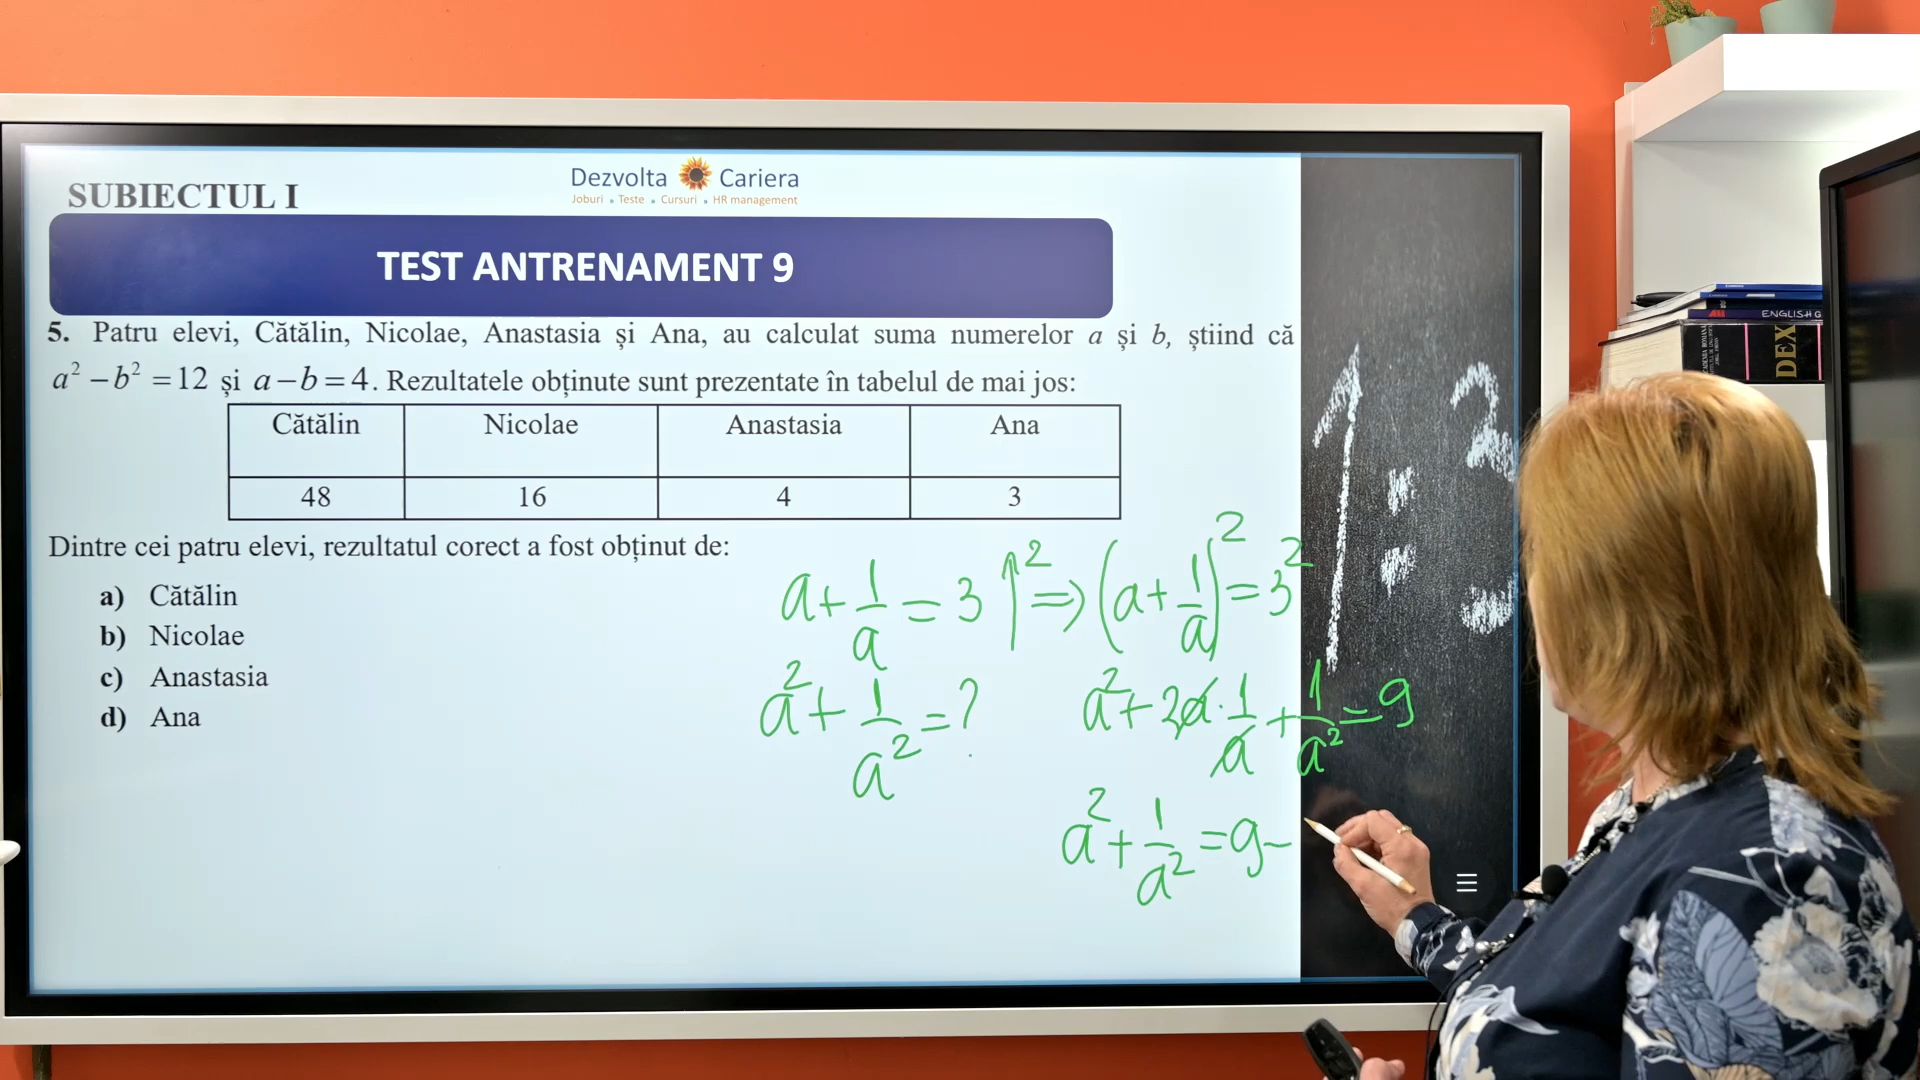 SUBIECTUL I
Dezvolta Cariera
Joburi . Teste . Cursuri . HR management
TEST ANTRENAMENT 9
5. Patru elevi, Cătălin, Nicolae, Anastasia și Ana, au calculat suma numerelor a și b, știind că
a² − b² = 12 și a − b = 4. Rezultatele obținute sunt prezentate în tabelul de mai jos:
Cătălin Nicolae Anastasia Ana
48 16 4 3
Dintre cei patru elevi, rezultatul corect a fost obținut de:
a) Cătălin
b) Nicolae
c) Anastasia
d) Ana
a + 1/a = 3 ↑² ⇒ (a + 1/a)² = 3²
a² + 1/a² = ?
a² + 2a · 1/a + 1/a² = 9
a² + 1/a² = 9 −
1 : 3
ENGLISH G
DEX